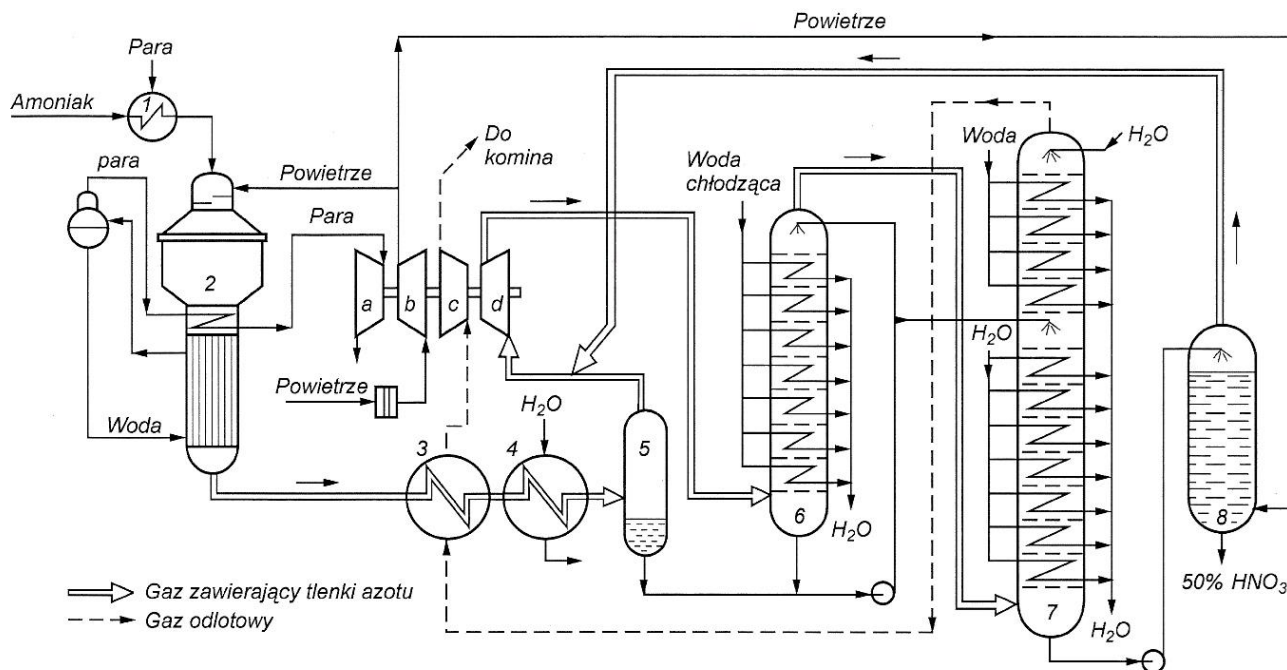 Powietrze
Para
Amoniak
1
para
Powietrze
Para
2
Woda
Do
komina
a
b
c
d
Powietrze
H₂O
3
4
5
Woda
chłodząca
6
H₂O
Woda
H₂O
H₂O
7
H₂O
8
50% HNO₃
Gaz zawierający tlenki azotu
Gaz odlotowy